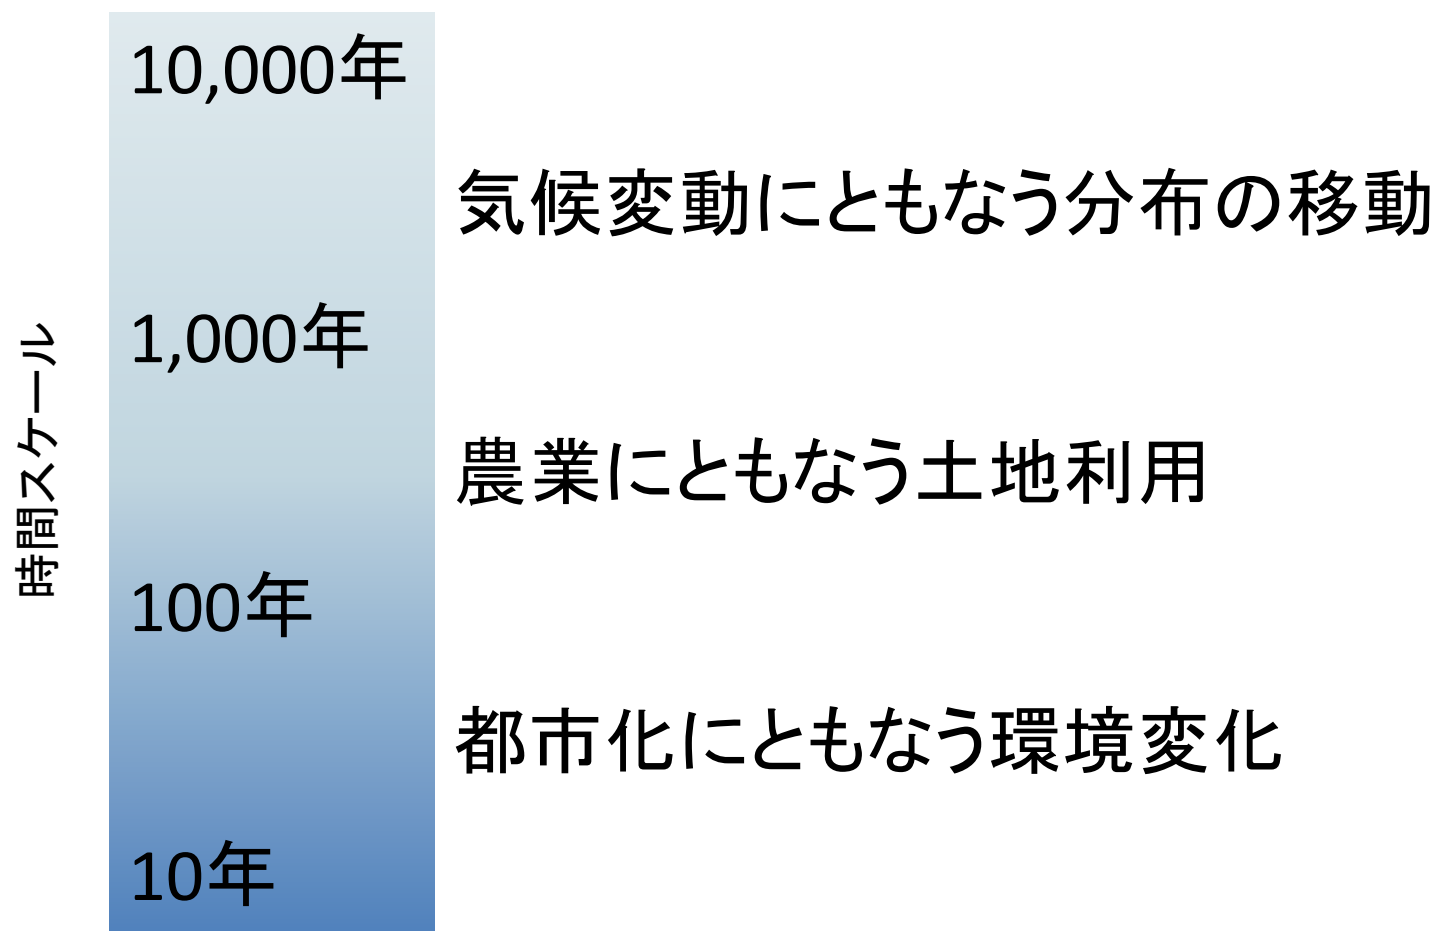 時間スケール
10,000年
気候変動にともなう分布の移動
1,000年
農業にともなう土地利用
100年
都市化にともなう環境変化
10年